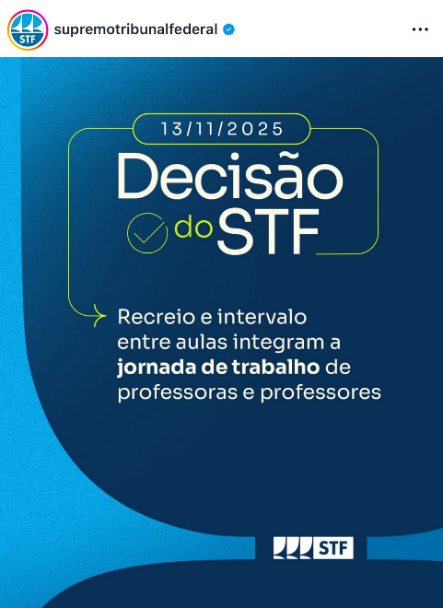 STF
supremotribunalfederal
13/11/2025
Decisão
do STF
Recreio e intervalo
entre aulas integram a
jornada de trabalho de
professoras e professores
STF